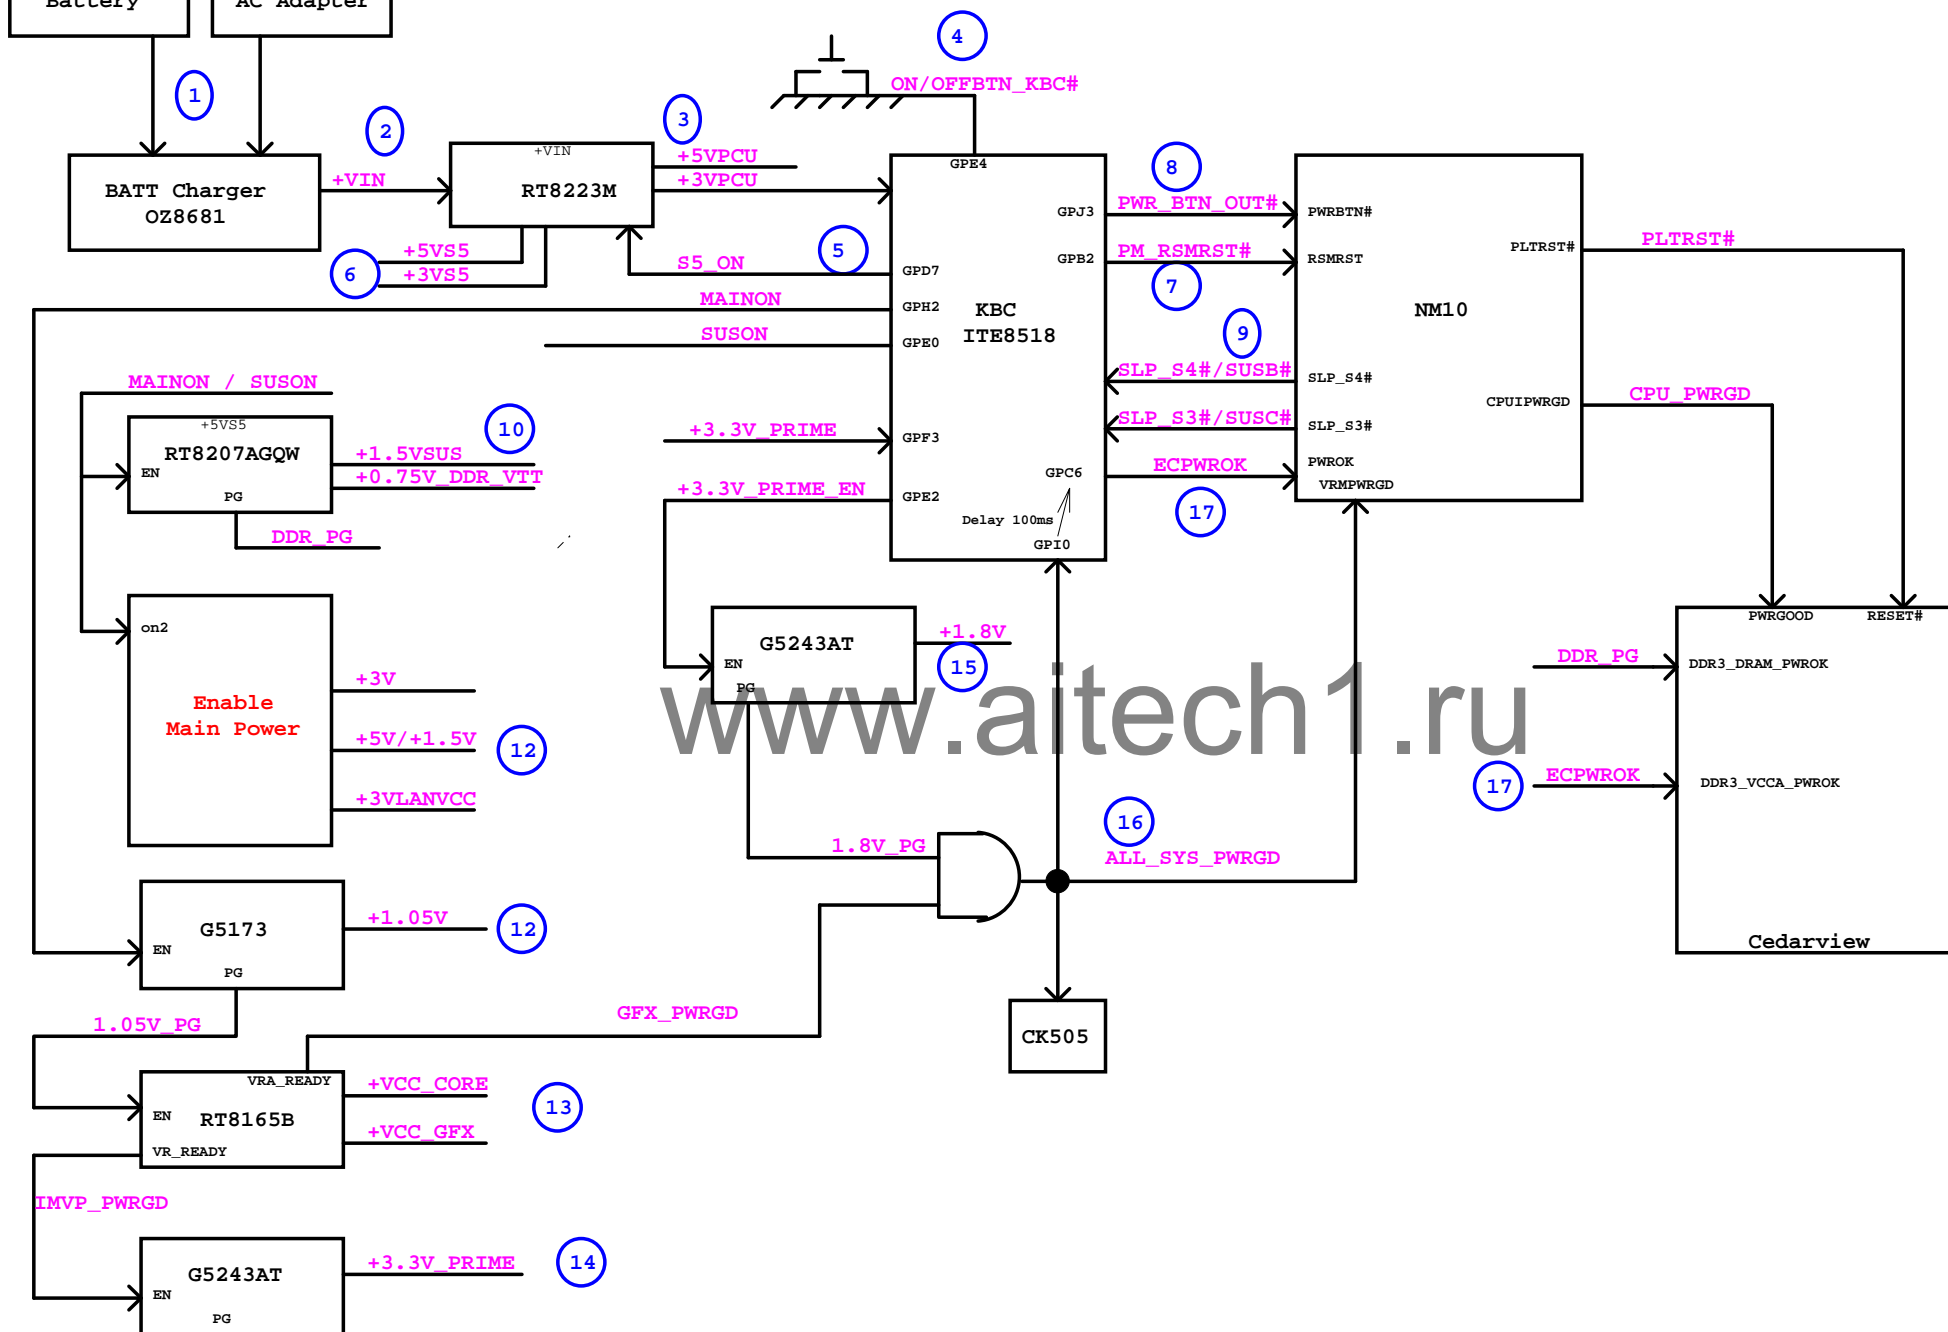 Battery
AC Adapter
1
2
3
4
ON/OFFBTN_KBC#
BATT Charger
OZ8681
+VIN
+VIN
RT8223M
+5VPCU
+3VPCU
+5VS5
+3VS5
6
S5_ON
5
MAINON
SUSON
GPE4
GPJ3
GPB2
GPD7
GPH2
GPE0
KBC
ITE8518
GPF3
GPE2
GPC6
Delay 100ms
GPI0
8
PWR_BTN_OUT#
PM_RSMRST#
7
9
SLP_S4#/SUSB#
SLP_S3#/SUSC#
ECPWROK
17
PWRBTN#
RSMRST
PLTRST#
NM10
SLP_S4#
CPUIPWRGD
SLP_S3#
PWROK
VRMPWRGD
PLTRST#
CPU_PWRGD
MAINON / SUSON
+5VS5
RT8207AGQW
EN
PG
10
+1.5VSUS
+0.75V_DDR_VTT
DDR_PG
+3.3V_PRIME
+3.3V_PRIME_EN
on2
Enable
Main Power
+3V
+5V/+1.5V
12
+3VLANVCC
G5243AT
EN
PG
+1.8V
15
www.aitech1.ru
PWRGOOD
RESET#
DDR_PG
DDR3_DRAM_PWROK
17
ECPWROK
DDR3_VCCA_PWROK
Cedarview
1.8V_PG
16
ALL_SYS_PWRGD
G5173
EN
PG
+1.05V
12
1.05V_PG
GFX_PWRGD
CK505
VRA_READY
EN
RT8165B
VR_READY
+VCC_CORE
+VCC_GFX
13
IMVP_PWRGD
G5243AT
EN
PG
+3.3V_PRIME
14